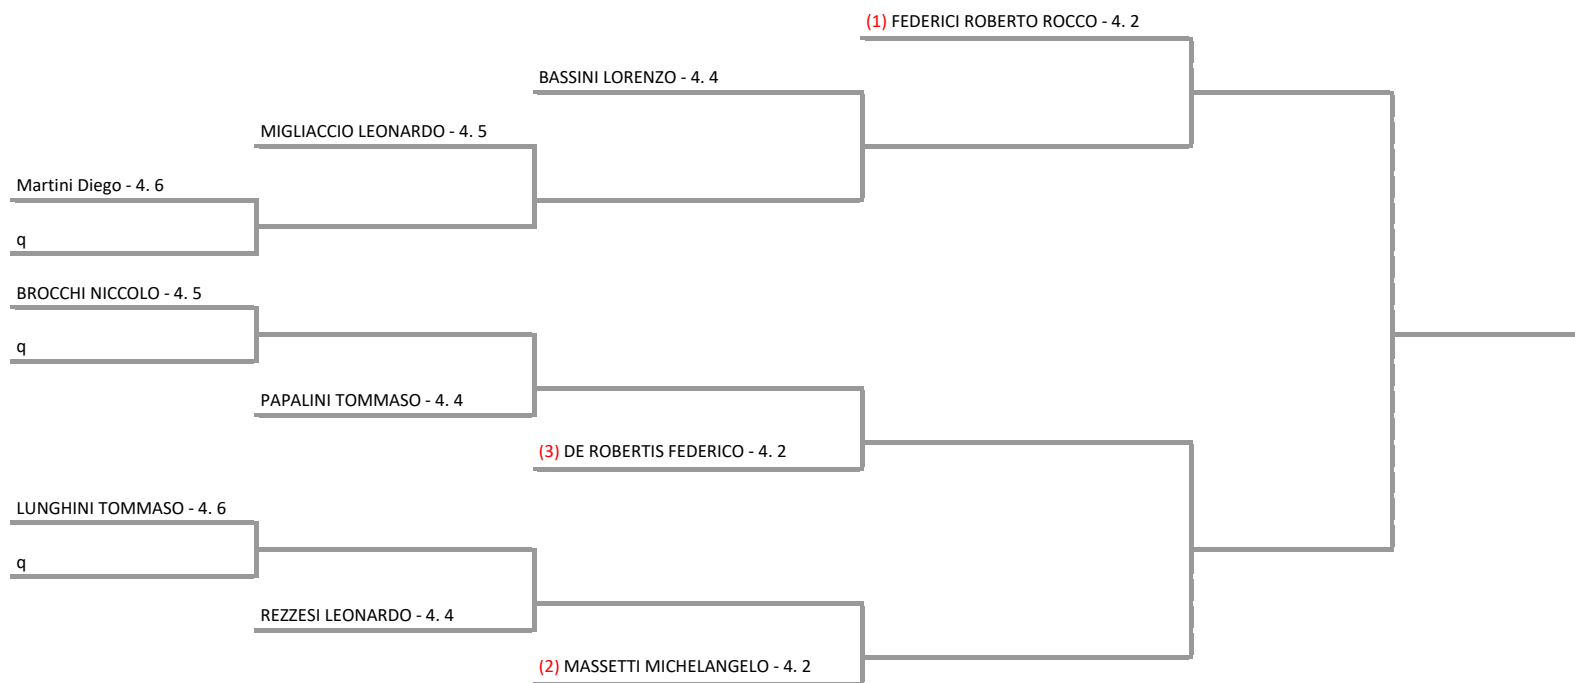 (1) FEDERICI ROBERTO ROCCO - 4. 2
BASSINI LORENZO - 4. 4
MIGLIACCIO LEONARDO - 4. 5
Martini Diego - 4. 6
q
BROCCHI NICCOLO - 4. 5
q
PAPALINI TOMMASO - 4. 4
(3) DE ROBERTIS FEDERICO - 4. 2
LUNGHINI TOMMASO - 4. 6
q
REZZESI LEONARDO - 4. 4
(2) MASSETTI MICHELANGELO - 4. 2